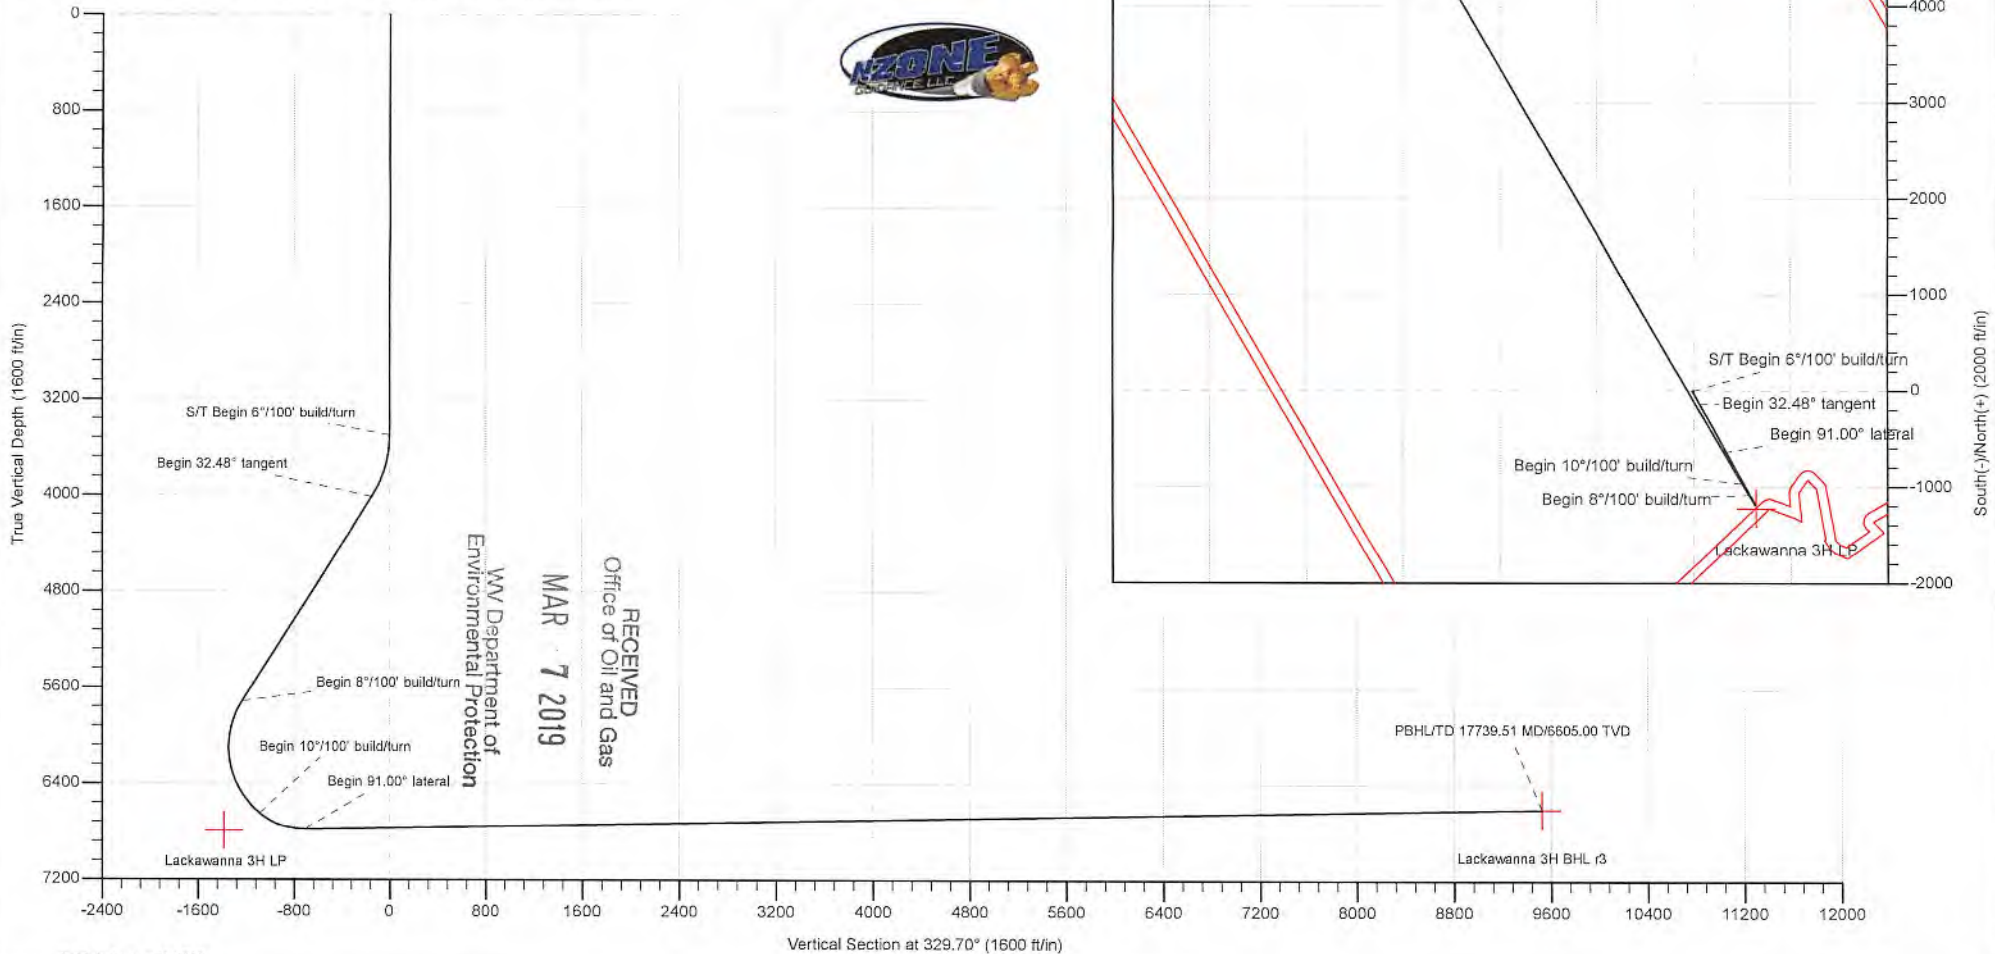 0
800
1600
2400
3200
4000
4800
5600
6400
7200
True Vertical Depth (1600 ft/in)
-2400
-1600
-800
0
800
1600
2400
3200
4000
4800
5600
6400
7200
8000
8800
9600
10400
11200
12000
Vertical Section at 329.70° (1600 ft/in)
S/T Begin 6°/100' build/turn
Begin 32.48° tangent
Begin 8°/100' build/turn
Begin 10°/100' build/turn
Begin 91.00° lateral
Lackawanna 3H LP
PBHL/TD 17739.51 MD/6605.00 TVD
Lackawanna 3H BHL r3
NZONE
GUIDANCE, LLC
RECEIVED
Office of Oil and Gas
MAR 7 2019
WV Department of
Environmental Protection
4000
3000
2000
1000
0
-1000
-2000
South(-)/North(+) (2000 ft/in)
S/T Begin 6°/100' build/turn
Begin 32.48° tangent
Begin 91.00° lateral
Begin 10°/100' build/turn
Begin 8°/100' build/turn
Lackawanna 3H LP